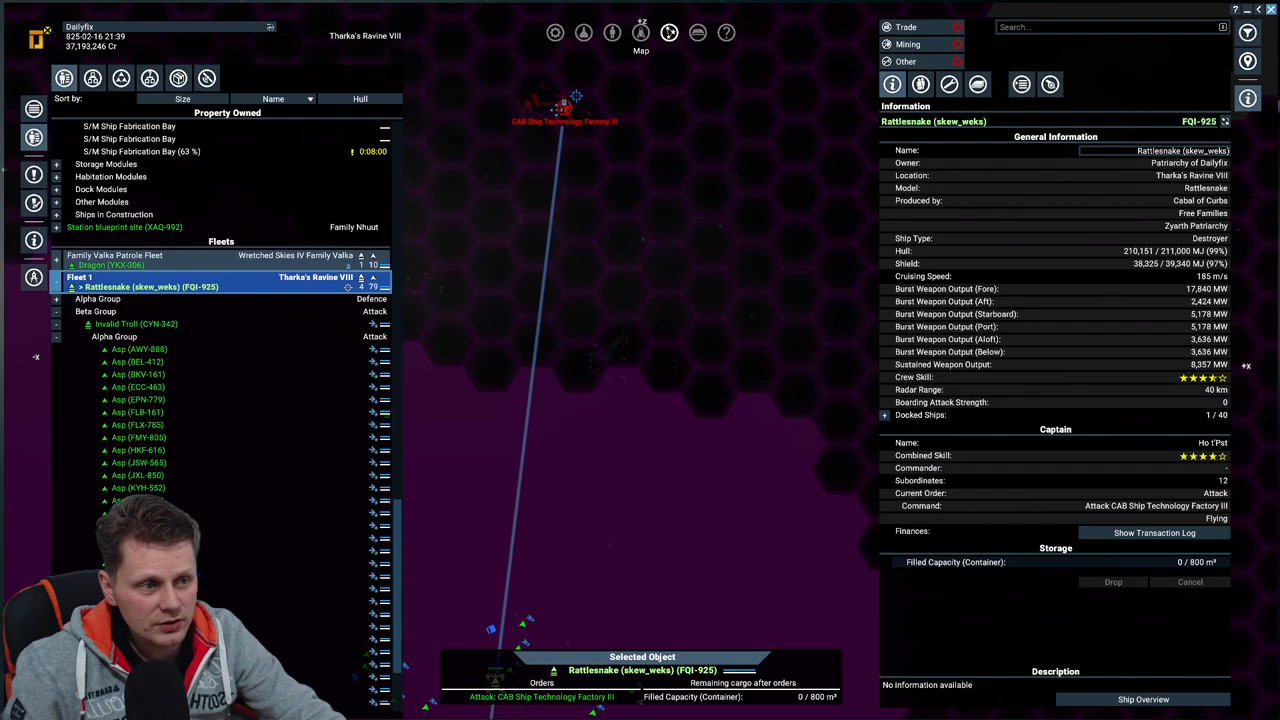 Dailyfix
825-02-16 21:39
37,193,246 Cr
Tharka's Ravine VIII
+Z
Map
Sort by: Size Name Hull
Property Owned
S/M Ship Fabrication Bay
S/M Ship Fabrication Bay
S/M Ship Fabrication Bay (63 %) ! 0:08:00
+ Storage Modules
+ Habitation Modules
+ Dock Modules
+ Other Modules
+ Ships in Construction
Station blueprint site (XAQ-992) Family Nhuut
Fleets
Family Valka Patrole Fleet Wretched Skies IV Family Valka
+ Dragon (YKX-306) 1 10
Fleet 1 Tharka's Ravine VIII
- > Rattlesnake (skew_weks) (FQI-925) 4 79
+ Alpha Group Defence
- Beta Group Attack
- Invalid Troll (CYN-342)
- Alpha Group Attack
Asp (AWY-888)
Asp (BEL-412)
Asp (BKV-161)
Asp (ECC-463)
Asp (EPN-779)
Asp (FLB-161)
Asp (FLX-785)
Asp (FMY-805)
Asp (HKF-616)
Asp (JSW-565)
Asp (JXL-850)
Asp (KYH-552)
CAB Ship Technology Factory III
-x
+x
Selected Object
Rattlesnake (skew_weks) (FQI-925)
Orders Remaining cargo after orders
Attack: CAB Ship Technology Factory III Filled Capacity (Container): 0 / 800 m³
Trade
Mining
Other
Search...
Information
Rattlesnake (skew_weks) FQI-925
General Information
Name: Rattlesnake (skew_weks)
Owner: Patriarchy of Dailyfix
Location: Tharka's Ravine VIII
Model: Rattlesnake
Produced by: Cabal of Curbs
Free Families
Zyarth Patriarchy
Ship Type: Destroyer
Hull: 210,151 / 211,000 MJ (99%)
Shield: 38,325 / 39,340 MJ (97%)
Cruising Speed: 185 m/s
Burst Weapon Output (Fore): 17,840 MW
Burst Weapon Output (Aft): 2,424 MW
Burst Weapon Output (Starboard): 5,178 MW
Burst Weapon Output (Port): 5,178 MW
Burst Weapon Output (Aloft): 3,636 MW
Burst Weapon Output (Below): 3,636 MW
Sustained Weapon Output: 8,357 MW
Crew Skill:
Radar Range: 40 km
Boarding Attack Strength: 0
+ Docked Ships: 1 / 40
Captain
Name: Ho t'Pst
Combined Skill:
Commander: -
Subordinates: 12
Current Order: Attack
Command: Attack CAB Ship Technology Factory III
Flying
Finances: Show Transaction Log
Storage
Filled Capacity (Container): 0 / 800 m³
Drop Cancel
Description
No information available
Ship Overview